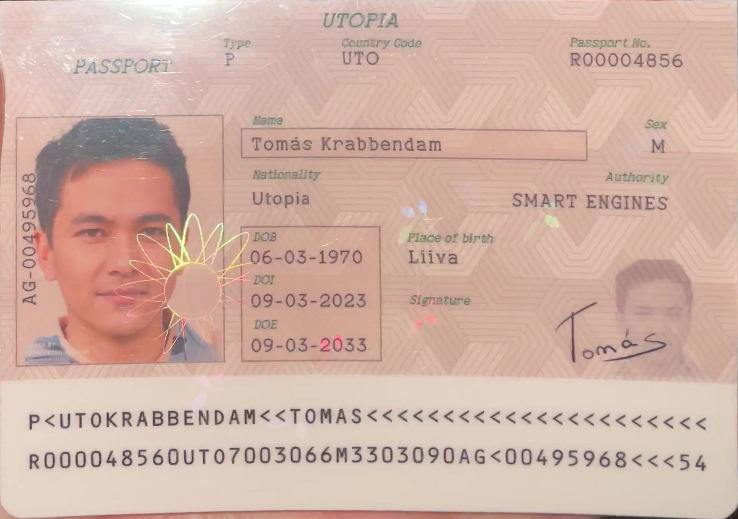 UTOPIA
PASSPORT
Type
P
Country Code
UTO
Passport No.
R00004856
Name
Tomás Krabbendam
Sex
M
Nationality
Utopia
Authority
SMART ENGINES
AG-00495968
DOB
06-03-1970
Place of birth
Liiva
DOI
09-03-2023
Signature
Tomás
DOE
09-03-2033
P<UTOKRABBENDAM<<TOMAS<<<<<<<<<<<<<<<<<<<<<<
R000048560UTO7003066M3303090AG<00495968<<<54